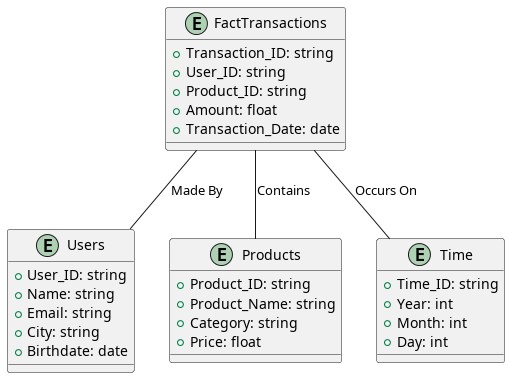 E FactTransactions
Transaction_ID: string
User_ID: string
Product_ID: string
Amount: float
Transaction_Date: date
Made By
Contains
Occurs On
E Users
User_ID: string
Name: string
Email: string
City: string
Birthdate: date
E Products
Product_ID: string
Product_Name: string
Category: string
Price: float
E Time
Time_ID: string
Year: int
Month: int
Day: int